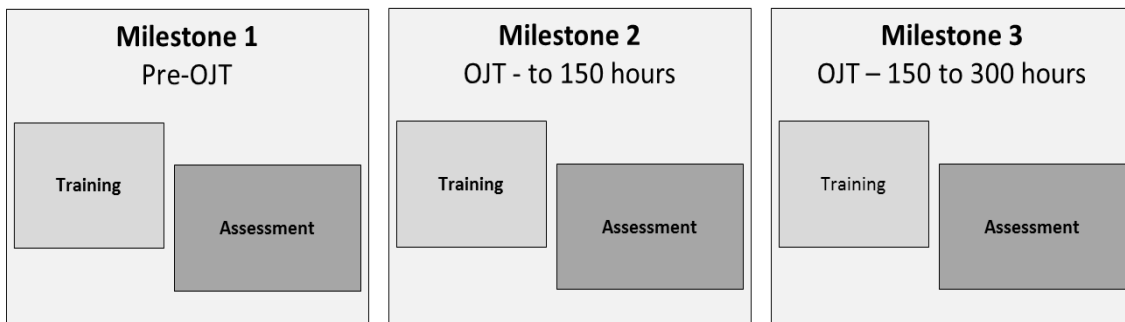 Milestone 1
Pre-OJT
Training
Assessment
Milestone 2
OJT - to 150 hours
Training
Assessment
Milestone 3
OJT – 150 to 300 hours
Training
Assessment